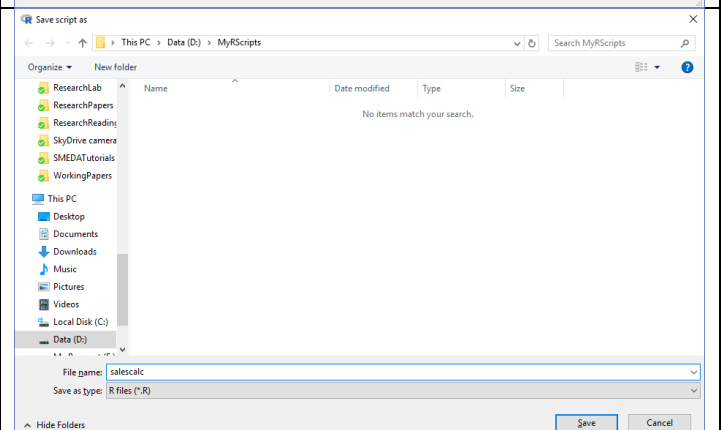 Save script as
This PC > Data (D:) > MyRScripts
Search MyRScripts
Organize
New folder
Name
Date modified
Type
Size
No items match your search.
ResearchLab
ResearchPapers
ResearchReading
SkyDrive camera
SMEDATutorials
WorkingPapers
This PC
Desktop
Documents
Downloads
Music
Pictures
Videos
Local Disk (C:)
Data (D:)
File name: salescalc
Save as type: R files (*.R)
Hide Folders
Save
Cancel